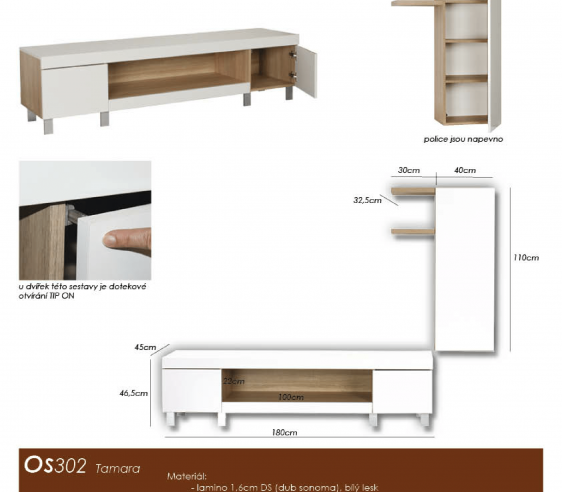 police jsou napevno
30cm 40cm
32,5cm
110cm
u dvířek této sestavy je dotekové
otvírání TIP ON
45cm
46,5cm
22cm
100cm
180cm
Os302 Tamara
Materiál:
- lamino 1,6cm DS (dub sonoma), bílý lesk